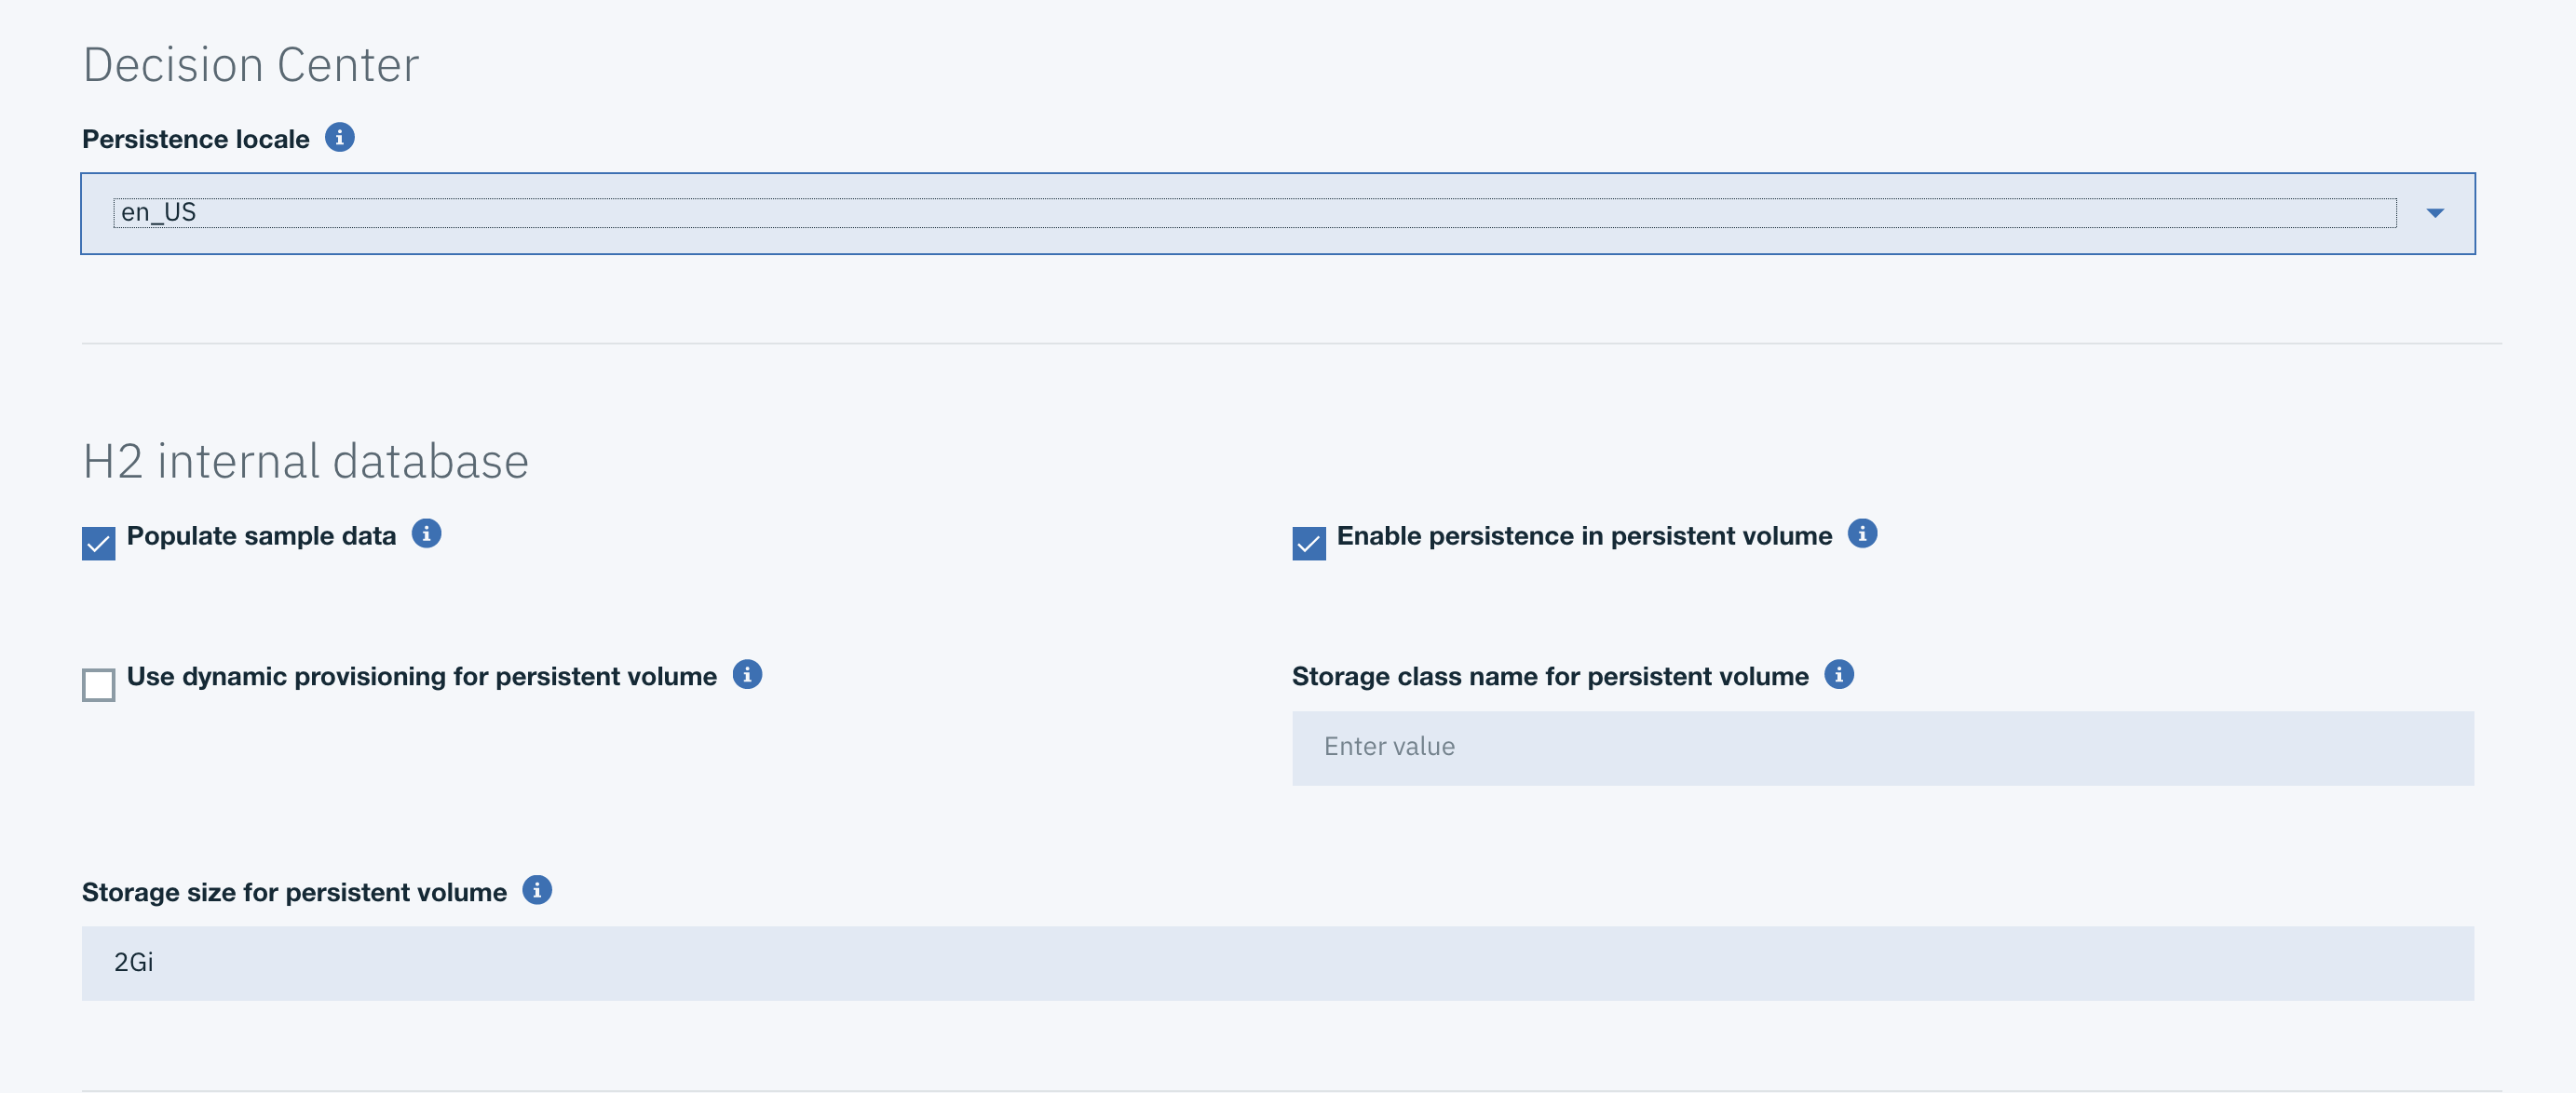 Decision Center
Persistence locale
en_US
H2 internal database
Populate sample data
Enable persistence in persistent volume
Use dynamic provisioning for persistent volume
Storage class name for persistent volume
Enter value
Storage size for persistent volume
2Gi